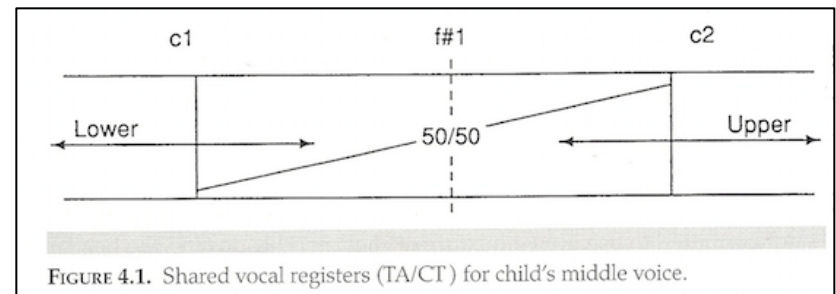 c1 f#1 c2
Lower 50/50 Upper
FIGURE 4.1. Shared vocal registers (TA/CT) for child's middle voice.